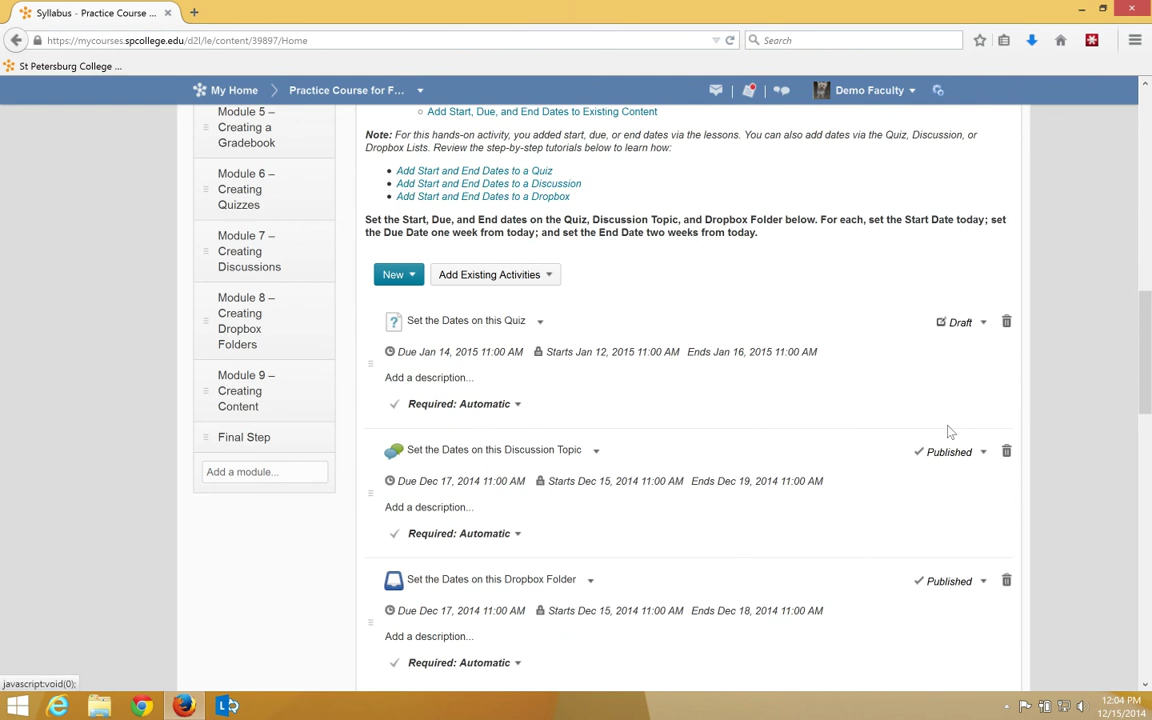 Syllabus - Practice Course ...
https://mycourses.spcollege.edu/d2l/le/content/39897/Home
Search
St Petersburg College ...
My Home
Practice Course for F...
Demo Faculty
Module 5 –
Creating a
Gradebook
Module 6 –
Creating
Quizzes
Module 7 –
Creating
Discussions
Module 8 –
Creating
Dropbox
Folders
Module 9 –
Creating
Content
Final Step
Add a module...
Add Start, Due, and End Dates to Existing Content
Note: For this hands-on activity, you added start, due, or end dates via the lessons. You can also add dates via the Quiz, Discussion, or
Dropbox Lists. Review the step-by-step tutorials below to learn how:
Add Start and End Dates to a Quiz
Add Start and End Dates to a Discussion
Add Start and End Dates to a Dropbox
Set the Start, Due, and End dates on the Quiz, Discussion Topic, and Dropbox Folder below. For each, set the Start Date today; set
the Due Date one week from today; and set the End Date two weeks from today.
New
Add Existing Activities
Set the Dates on this Quiz
Draft
Due Jan 14, 2015 11:00 AM Starts Jan 12, 2015 11:00 AM Ends Jan 16, 2015 11:00 AM
Add a description...
Required: Automatic
Set the Dates on this Discussion Topic
Published
Due Dec 17, 2014 11:00 AM Starts Dec 15, 2014 11:00 AM Ends Dec 19, 2014 11:00 AM
Add a description...
Required: Automatic
Set the Dates on this Dropbox Folder
Published
Due Dec 17, 2014 11:00 AM Starts Dec 15, 2014 11:00 AM Ends Dec 18, 2014 11:00 AM
Add a description...
Required: Automatic
javascript:void(0);
12:04 PM
12/15/2014